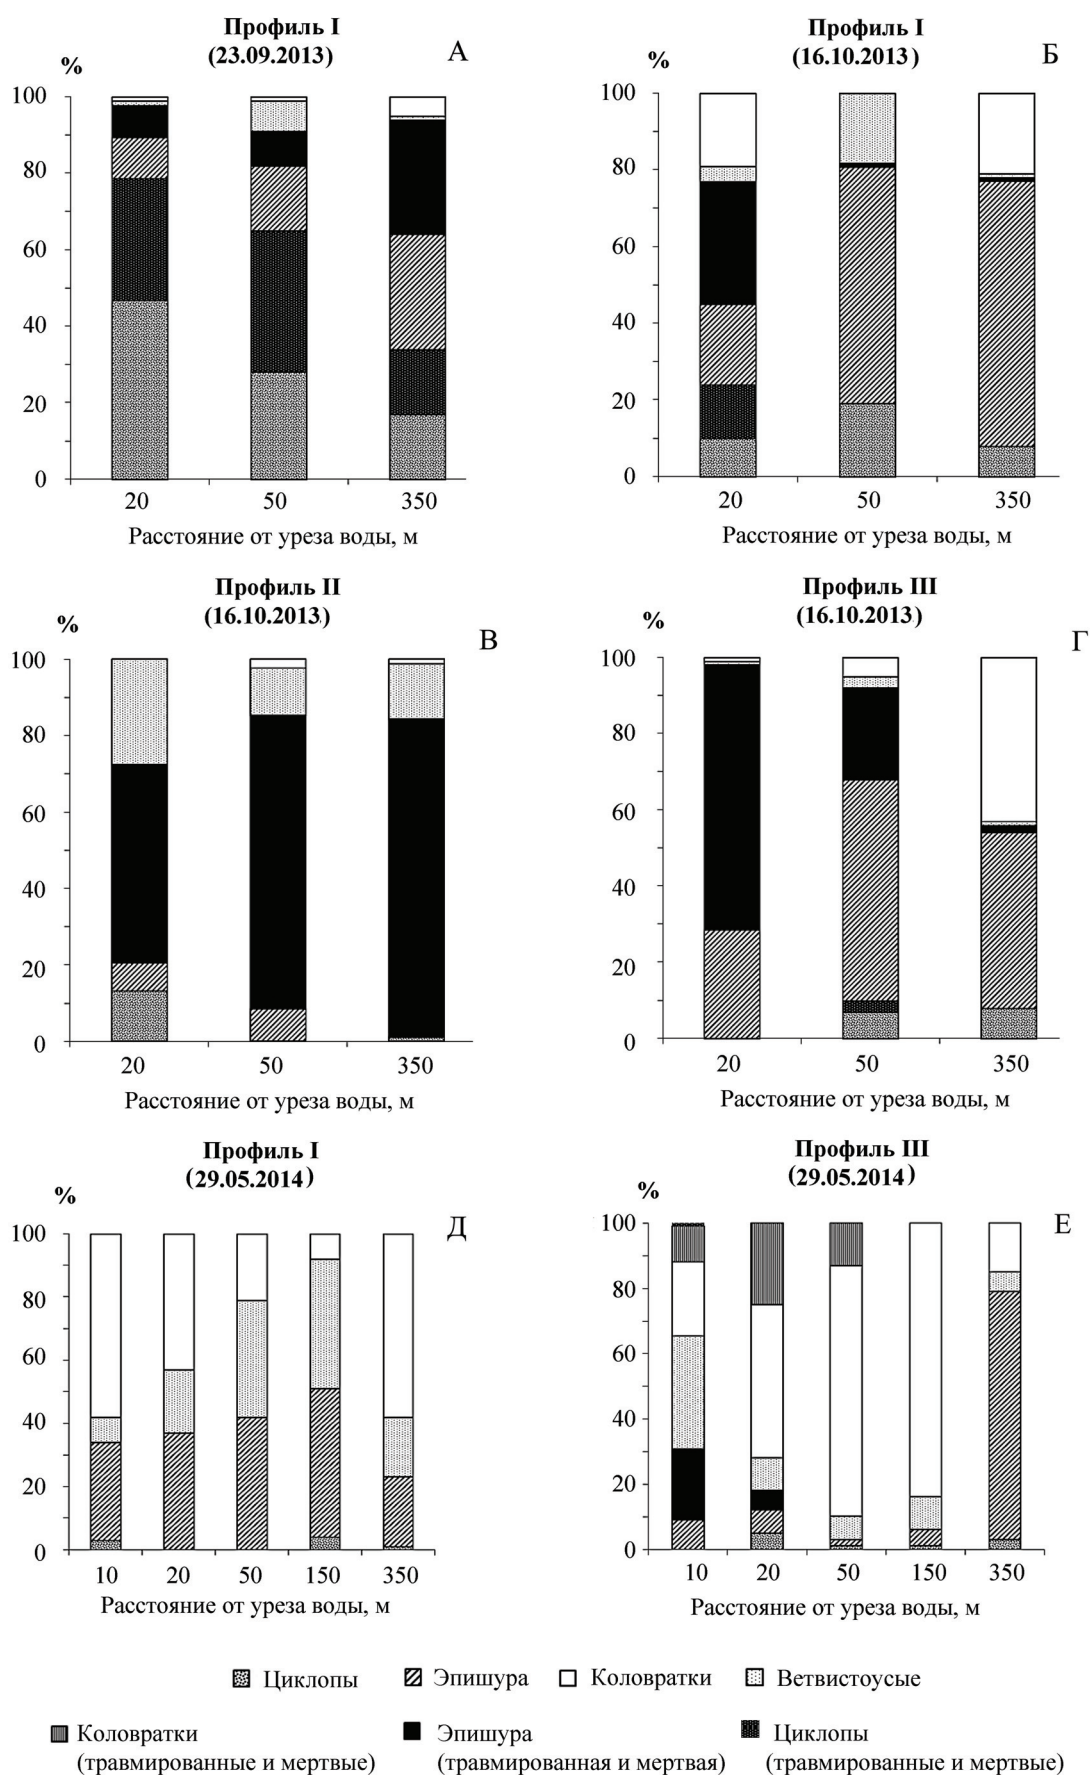 Профиль I
(23.09.2013)
А
%
100
80
60
40
20
0
20 50 350
Расстояние от уреза воды, м
Профиль I
(16.10.2013)
Б
%
100
80
60
40
20
0
20 50 350
Расстояние от уреза воды, м
Профиль II
(16.10.2013)
В
%
100
80
60
40
20
0
20 50 350
Расстояние от уреза воды, м
Профиль III
(16.10.2013)
Г
%
100
80
60
40
20
0
20 50 350
Расстояние от уреза воды, м
Профиль I
(29.05.2014)
Д
%
100
80
60
40
20
0
10 20 50 150 350
Расстояние от уреза воды, м
Профиль III
(29.05.2014)
Е
%
100
80
60
40
20
0
10 20 50 150 350
Расстояние от уреза воды, м
Циклопы Эпишура Коловратки Ветвистоусые
Коловратки Эпишура Циклопы
(травмированные и мертвые) (травмированная и мертвая) (травмированные и мертвые)